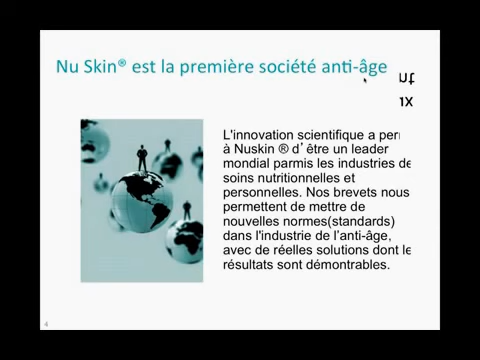 Nu Skin® est la première société anti-âge
1X
L'innovation scientifique a
à Nuskin ® d’être un leader
mondial parmis les industries
soins nutritionnelles et
personnelles. Nos brevets nous
permettent de mettre de
nouvelles normes(standards)
dans l'industrie de l’anti-âge,
avec de réelles solutions dont
résultats sont démontrables.
4